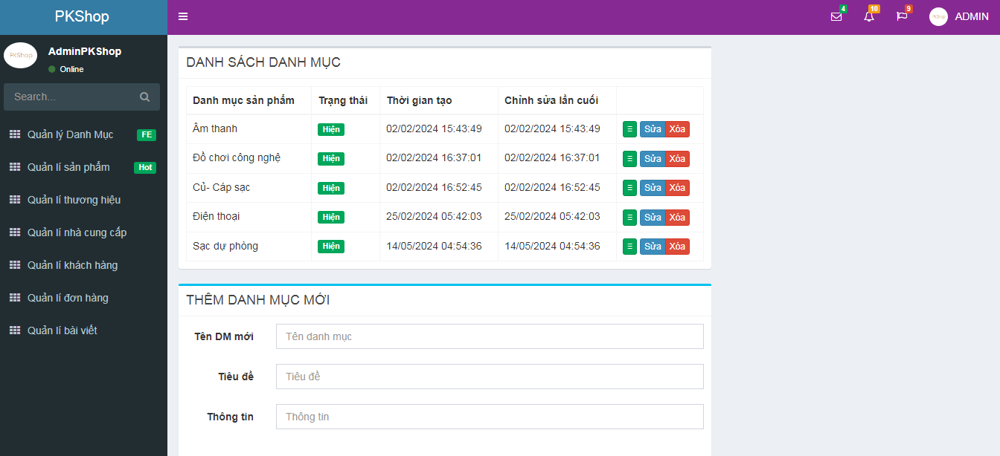 PKShop
4
10
9
PKShop
ADMIN
PKShop
AdminPKShop
Online
Search...
Quản lý Danh Mục FE
Quản lí sản phẩm Hot
Quản lí thương hiệu
Quản lí nhà cung cấp
Quản lí khách hàng
Quản lí đơn hàng
Quản lí bài viết
DANH SÁCH DANH MỤC
Danh mục sản phẩm Trạng thái Thời gian tạo Chỉnh sửa lần cuối
Âm thanh Hiện 02/02/2024 15:43:49 02/02/2024 15:43:49 Sửa Xóa
Đồ chơi công nghệ Hiện 02/02/2024 16:37:01 02/02/2024 16:37:01 Sửa Xóa
Củ- Cáp sạc Hiện 02/02/2024 16:52:45 02/02/2024 16:52:45 Sửa Xóa
Điện thoại Hiện 25/02/2024 05:42:03 25/02/2024 05:42:03 Sửa Xóa
Sạc dự phòng Hiện 14/05/2024 04:54:36 14/05/2024 04:54:36 Sửa Xóa
THÊM DANH MỤC MỚI
Tên DM mới Tên danh mục
Tiêu đề Tiêu đề
Thông tin Thông tin